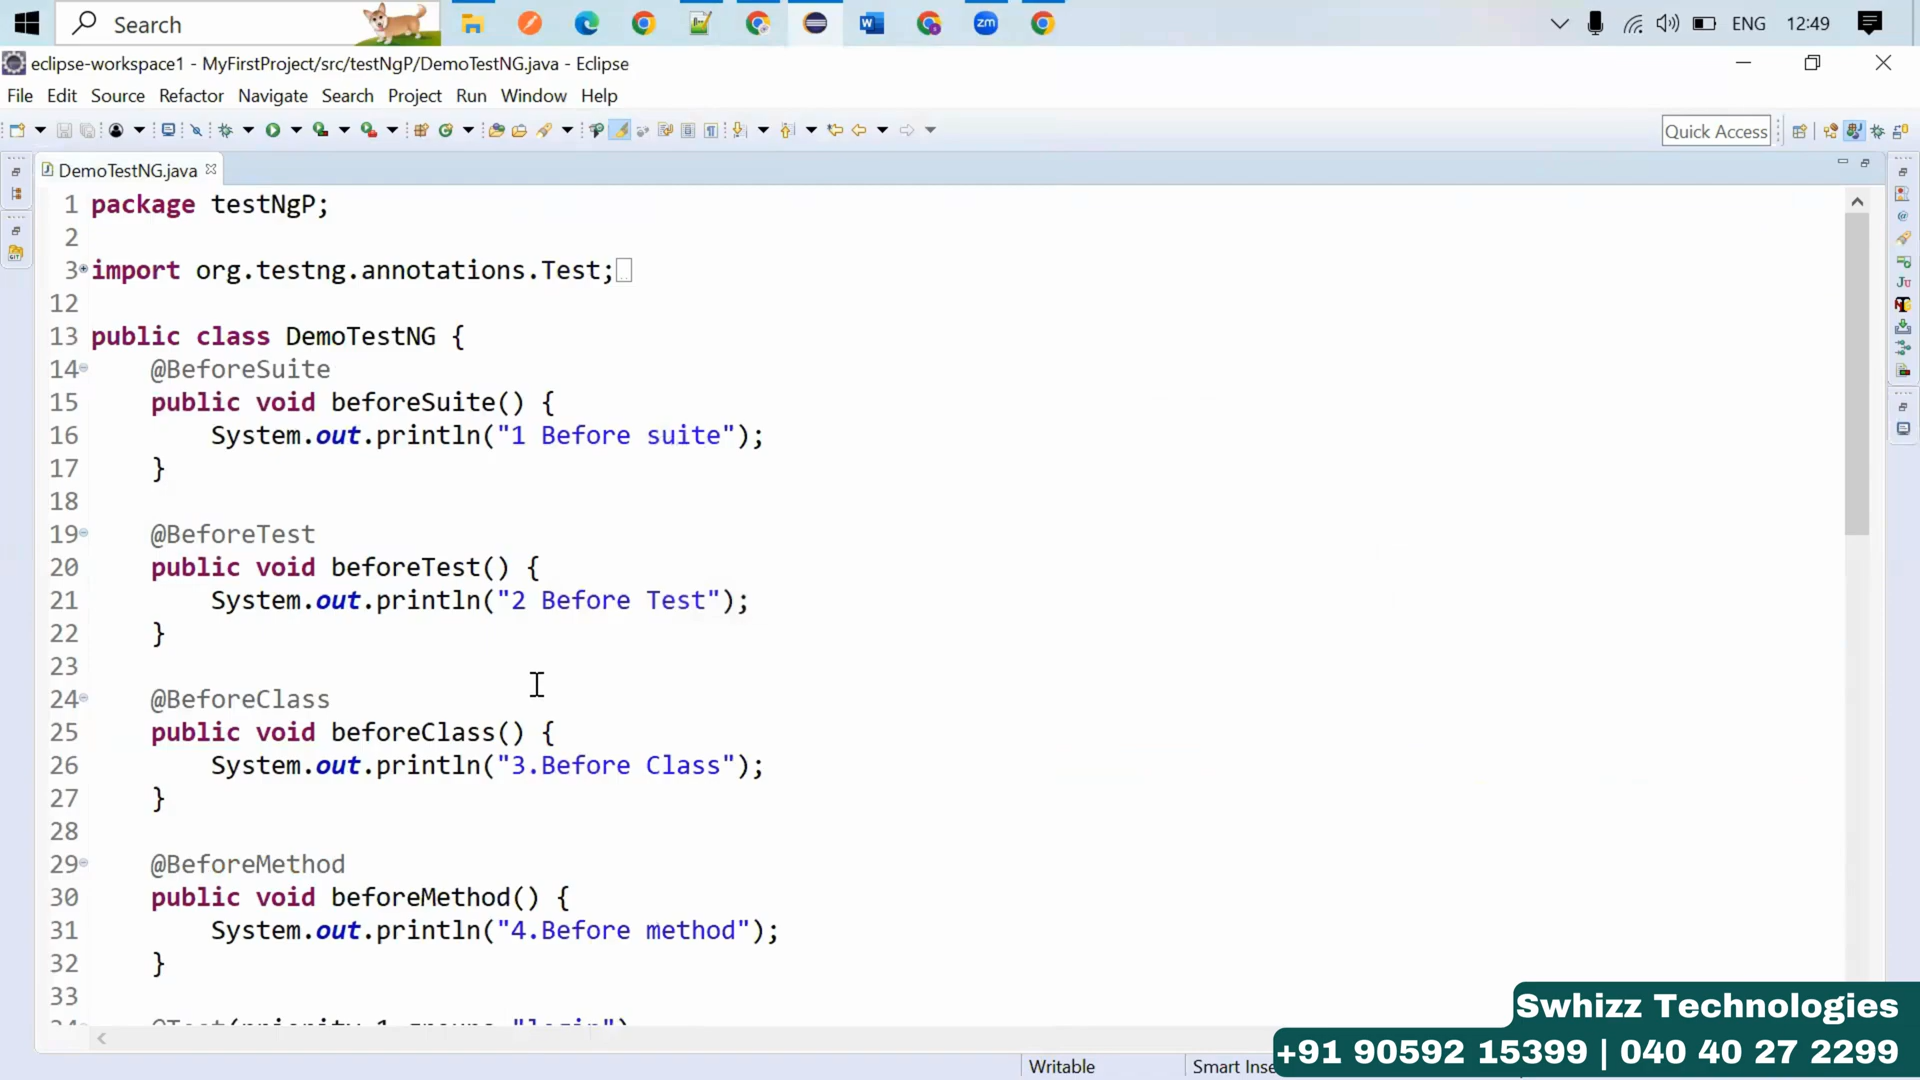 Search
zm
ENG
12:49
eclipse-workspace1 - MyFirstProject/src/testNgP/DemoTestNG.java - Eclipse
File Edit Source Refactor Navigate Search Project Run Window Help
Quick Access
DemoTestNG.java
1 package testNgP;
2
3 import org.testng.annotations.Test;
12
13 public class DemoTestNG {
14 @BeforeSuite
15 public void beforeSuite() {
16 System.out.println("1 Before suite");
17 }
18
19 @BeforeTest
20 public void beforeTest() {
21 System.out.println("2 Before Test");
22 }
23
24 @BeforeClass
25 public void beforeClass() {
26 System.out.println("3.Before Class");
27 }
28
29 @BeforeMethod
30 public void beforeMethod() {
31 System.out.println("4.Before method");
32 }
33
Writable
Smart Inse
Swhizz Technologies
+91 90592 15399 | 040 40 27 2299